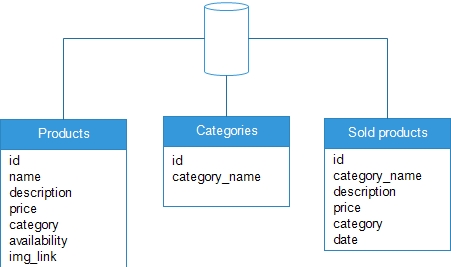 Products
id
name
description
price
category
availability
img_link
Categories
id
category_name
Sold products
id
category_name
description
price
category
date